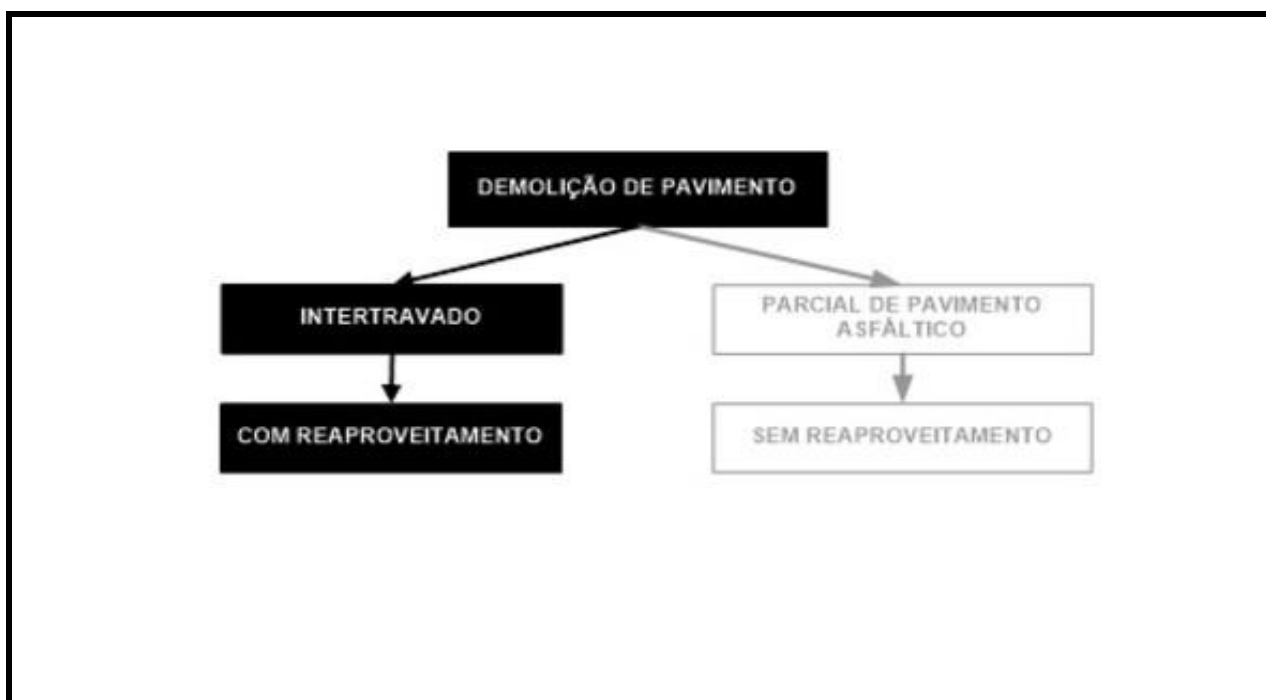 DEMOLIÇÃO DE PAVIMENTO
INTERTRAVADO
PARCIAL DE PAVIMENTO
ASFÁLTICO
COM REAPROVEITAMENTO
SEM REAPROVEITAMENTO